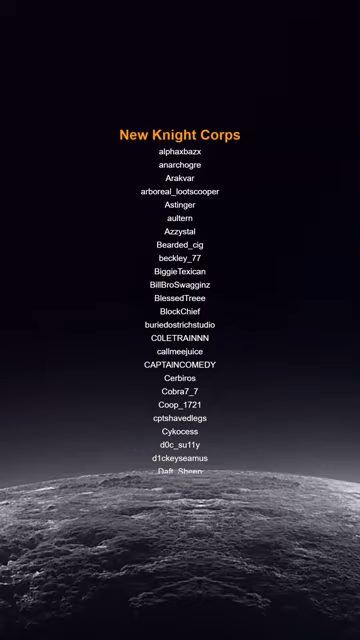 New Knight Corps
alphaxbazx
anarchogre
Arakvar
arboreal_lootscooper
Astinger
aultern
Azzystal
Bearded_cig
beckley_77
BiggieTexican
BillBroSwagginz
BlessedTreee
BlockChief
buriedostrichstudio
C0LETRAINNN
callmeejuice
CAPTAINCOMEDY
Cerbiros
Cobra7_7
Coop_1721
cptshavedlegs
Cykocess
d0c_su11y
d1ckeyseamus
Daft_Sheep